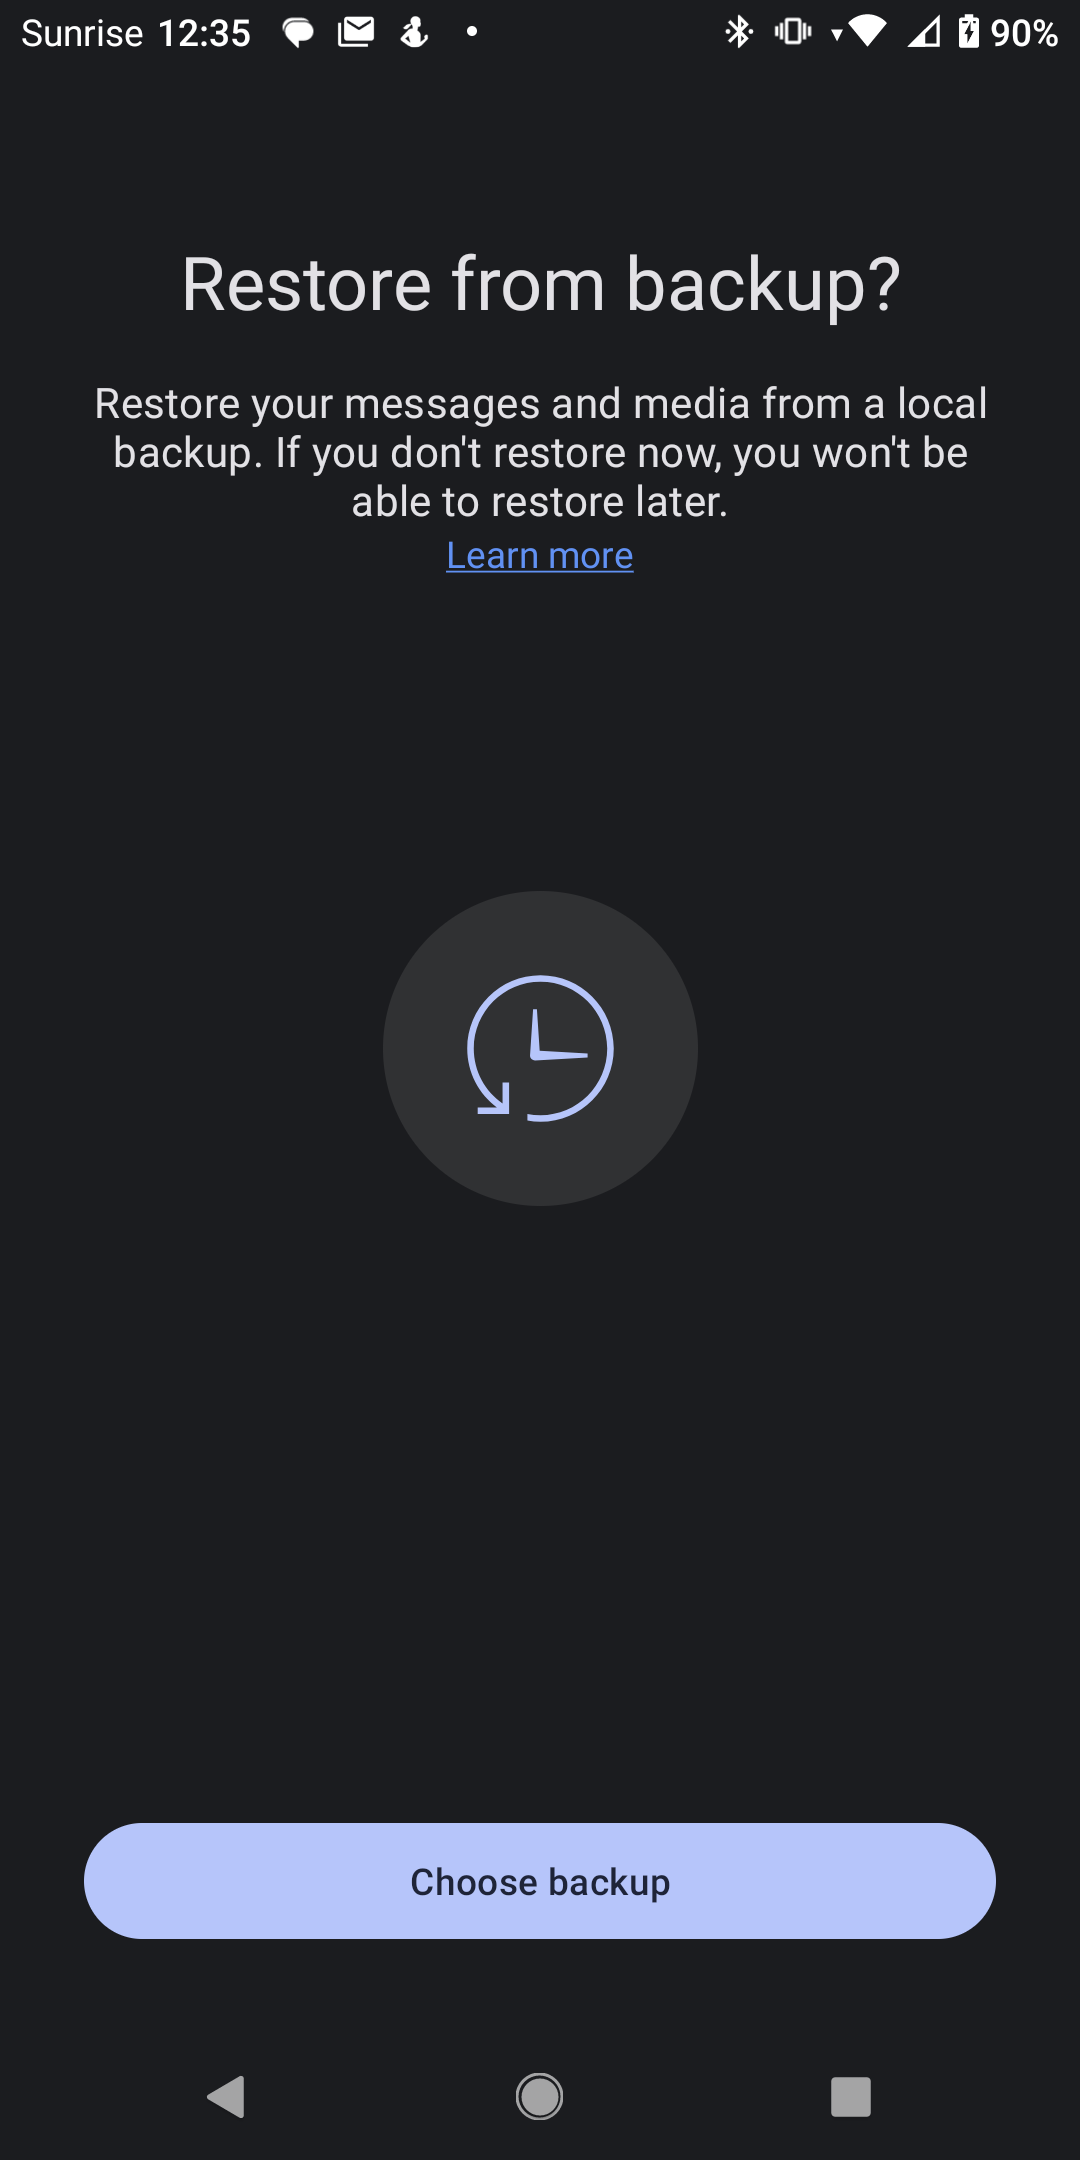 Sunrise 12:35 90%
Restore from backup?
Restore your messages and media from a local
backup. If you don't restore now, you won't be
able to restore later.
Learn more
Choose backup